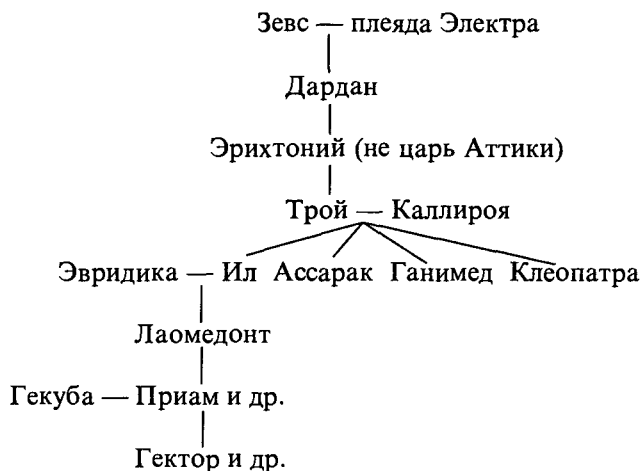 Зевс — плеяда Электра
Дардан
Эрихтоний (не царь Аттики)
Трой — Каллироя
Эвридика — Ил Ассарак Ганимед Клеопатра
Лаомедонт
Гекуба — Приам и др.
Гектор и др.